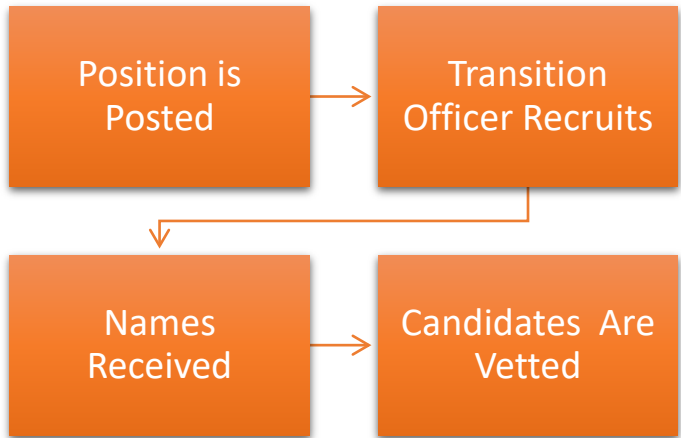 Position is
Posted
Transition
Officer Recruits
Names
Received
Candidates  Are
Vetted